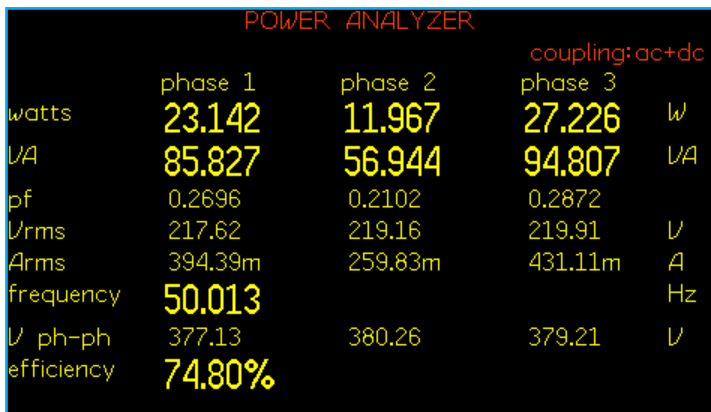 POWER ANALYZER
coupling:ac+dc
phase 1 phase 2 phase 3
watts 23.142 11.967 27.226 W
VA 85.827 56.944 94.807 VA
pf 0.2696 0.2102 0.2872
Vrms 217.62 219.16 219.91 V
Arms 394.39m 259.83m 431.11m A
frequency 50.013 Hz
V ph-ph 377.13 380.26 379.21 V
efficiency 74.80%